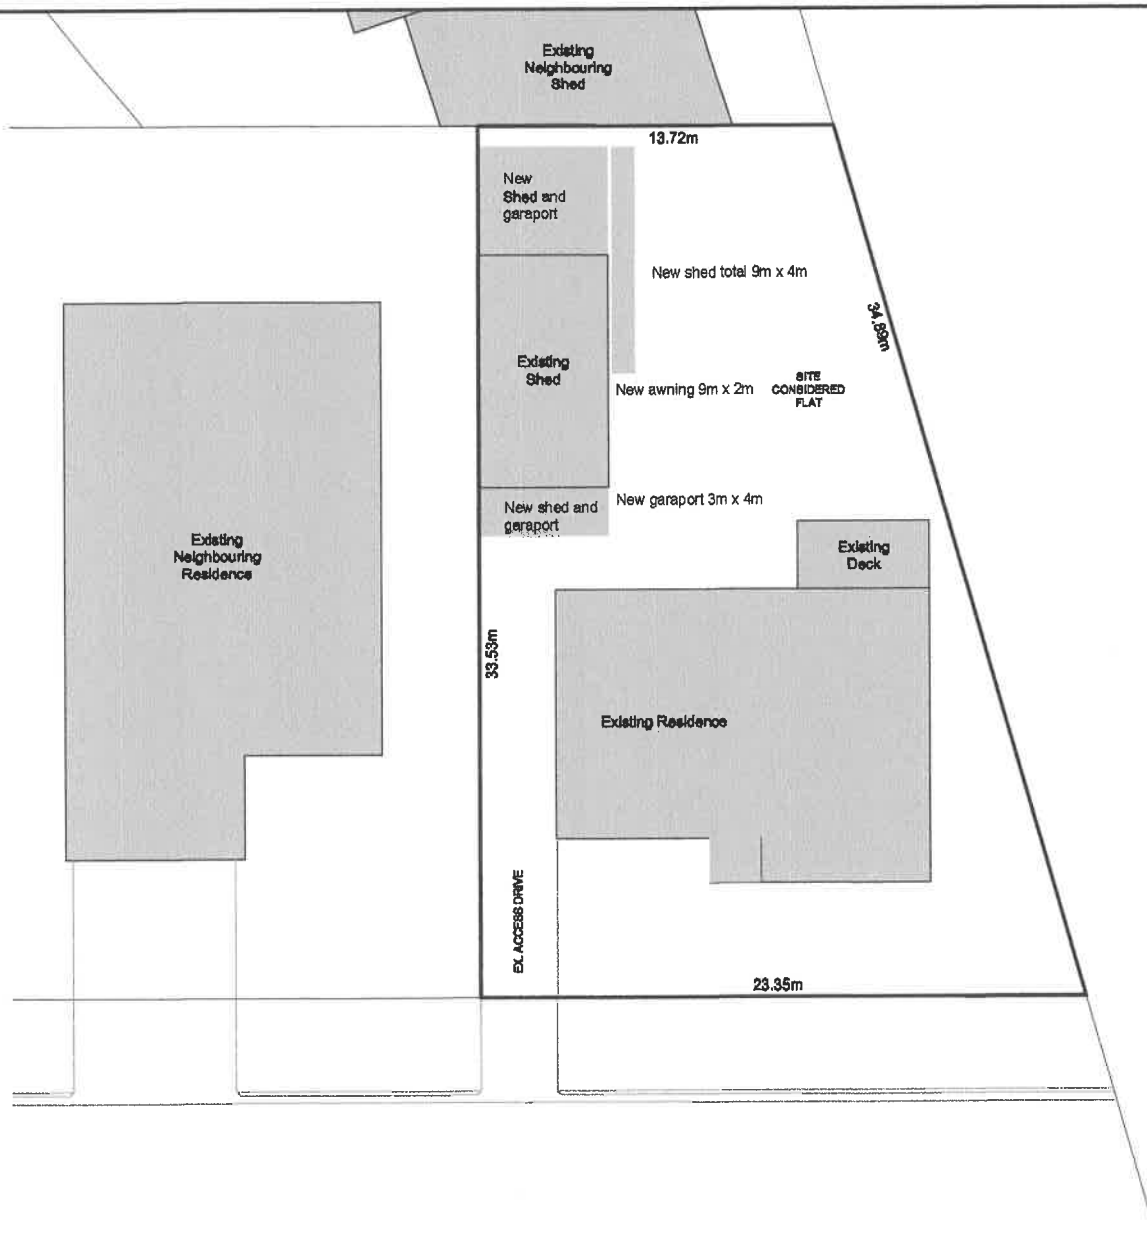 Existing
Neighbouring
Shed
13.72m
New
Shed and
garaport
New shed total 9m x 4m
34.89m
Existing
Shed
New awning 9m x 2m
SITE
CONSIDERED
FLAT
New shed and
garaport
New garaport 3m x 4m
Existing
Neighbouring
Residence
Existing
Deck
33.53m
Existing Residence
EX. ACCESS DRIVE
23.35m